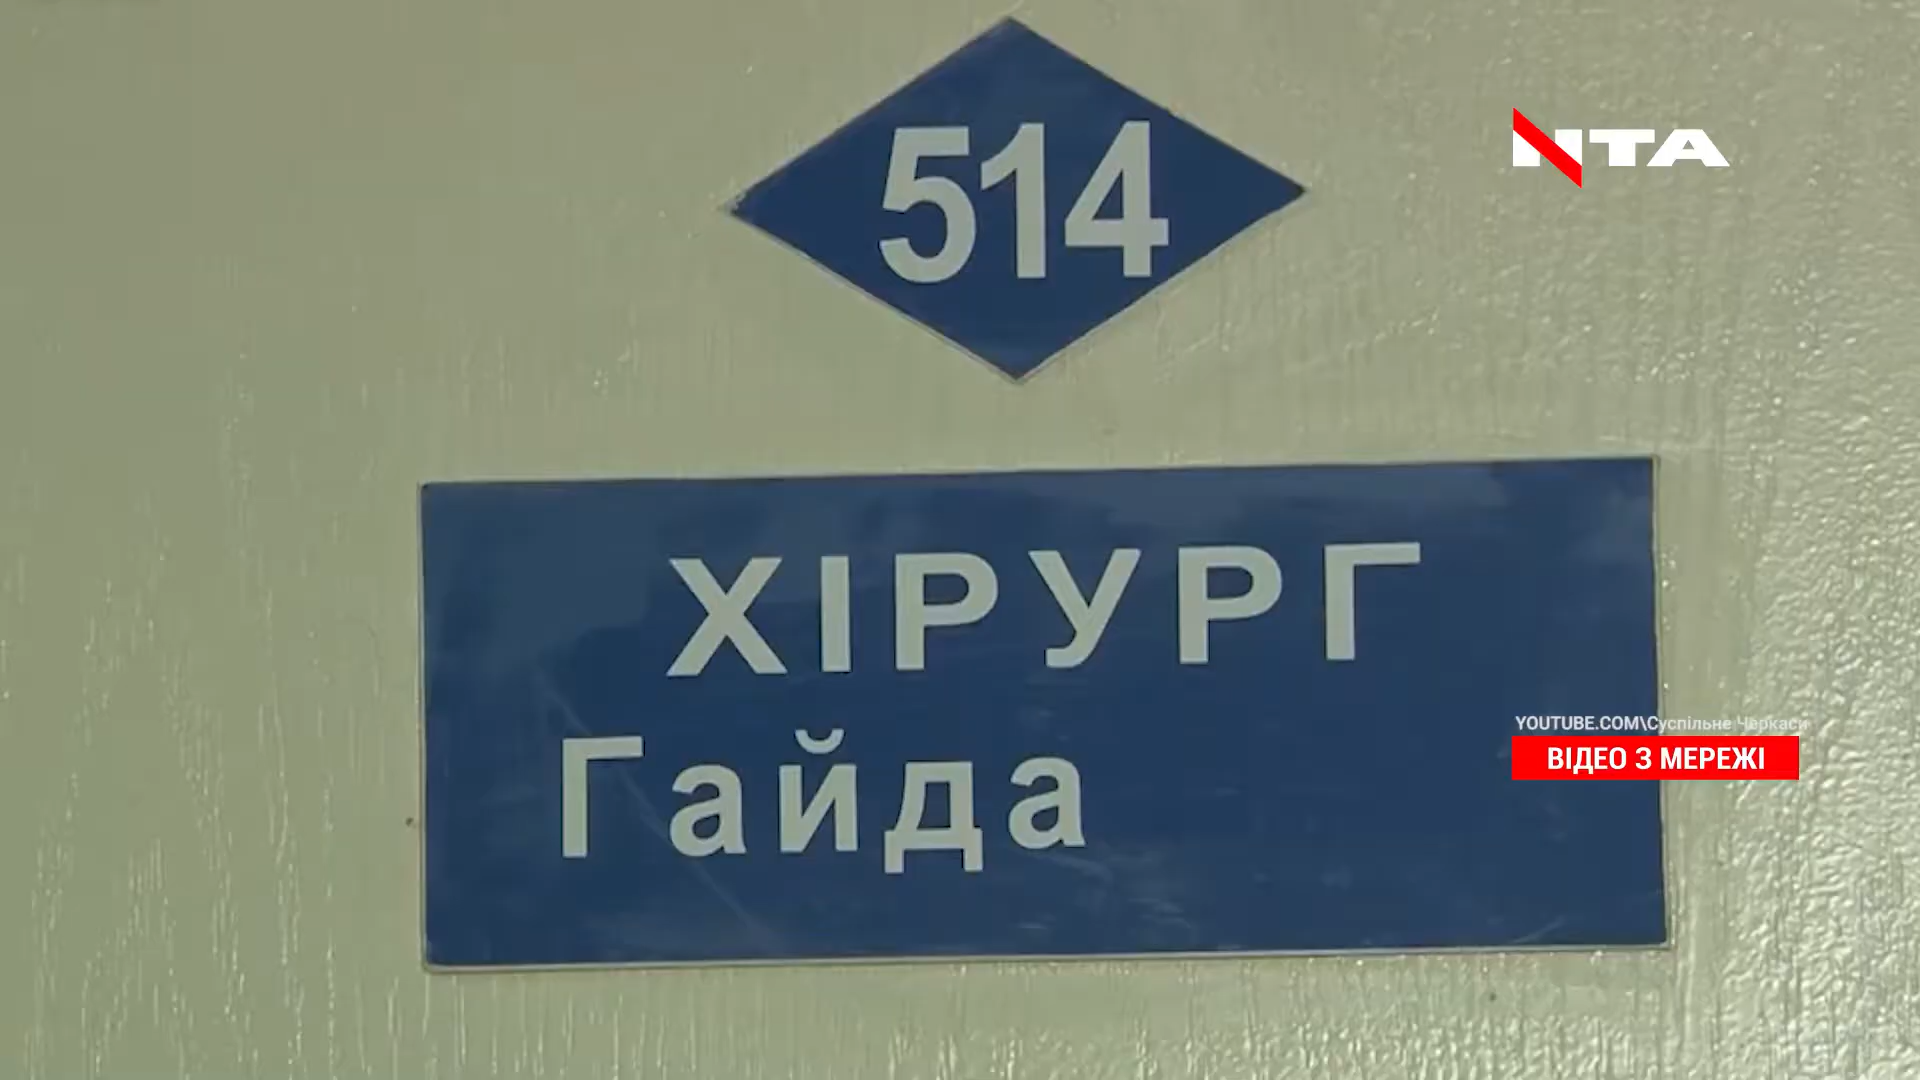 514
NTA
ХІРУРГ
Гайда
YOUTUBE.COM\Суспільне Черкаси
ВІДЕО З МЕРЕЖІ